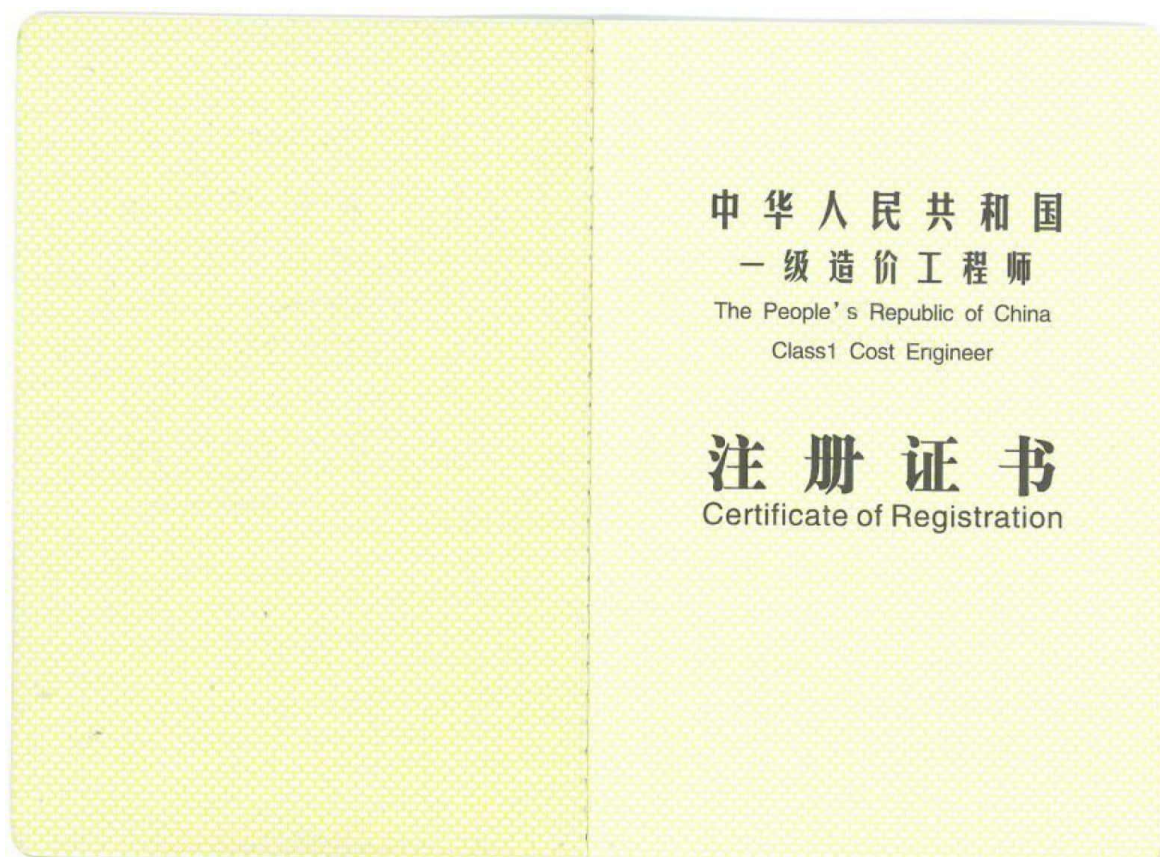 中华人民共和国
一级造价工程师
The People's Republic of China
Class1 Cost Engineer
注册证书
Certificate of Registration